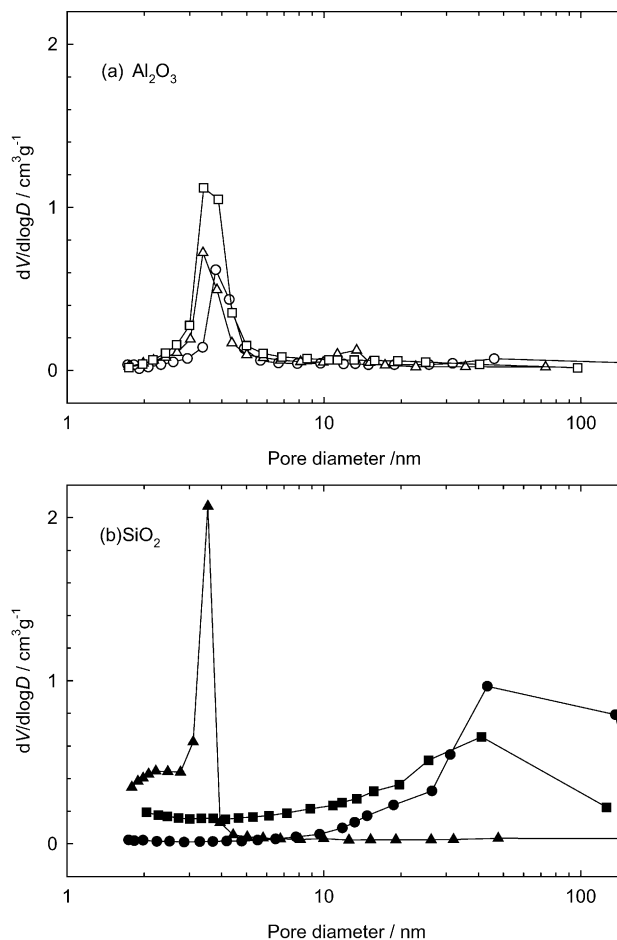 2
(a) Al₂O₃
1
0
dV/dlogD / cm³g⁻¹
1
10
100
Pore diameter /nm
2
(b)SiO₂
1
0
dV/dlogD / cm³g⁻¹
1
10
100
Pore diameter / nm